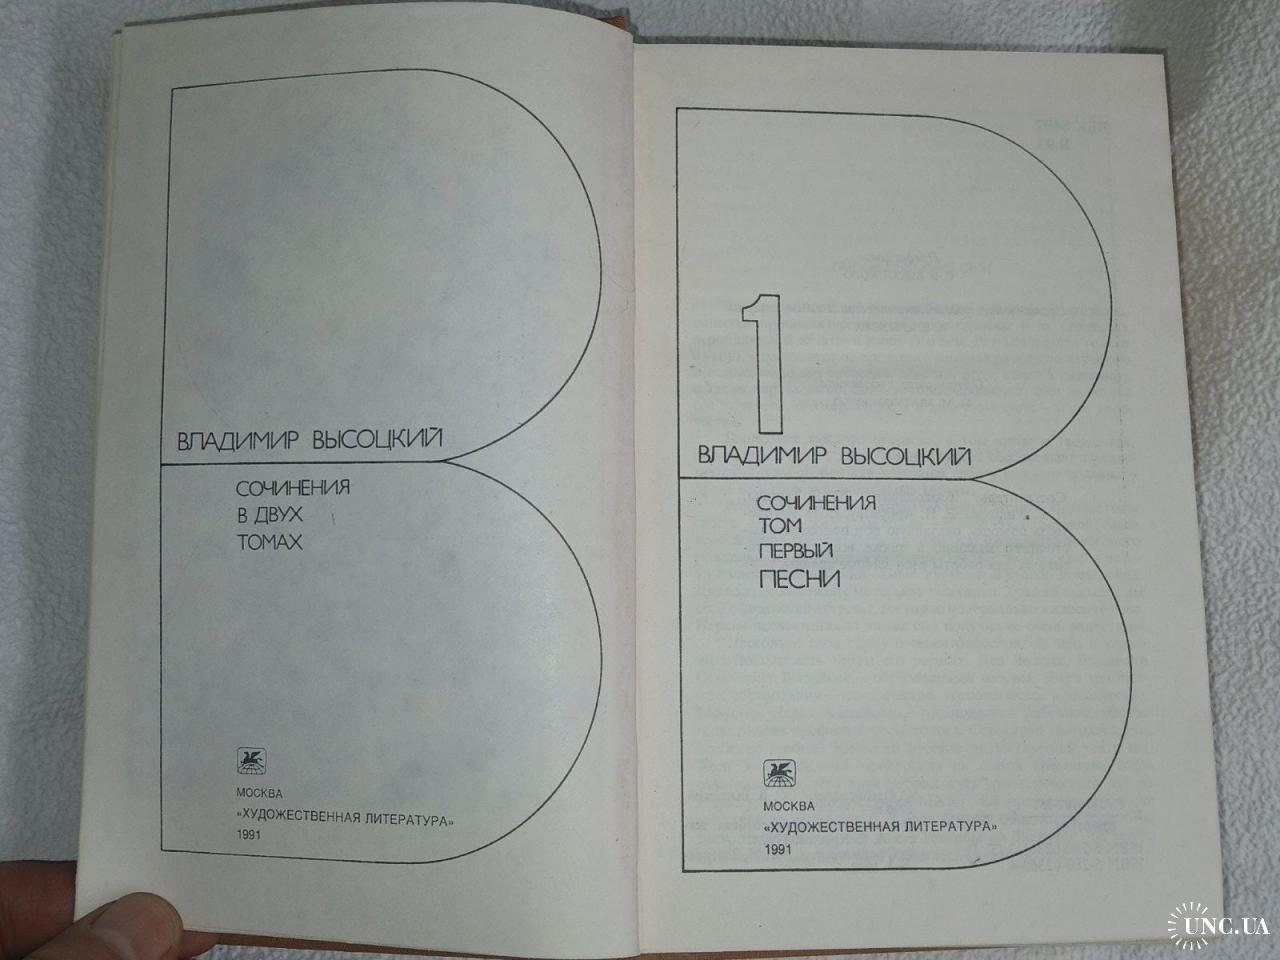 ВЛАДИМИР ВЫСОЦКИЙ
СОЧИНЕНИЯ
В ДВУХ
ТОМАХ
МОСКВА
«ХУДОЖЕСТВЕННАЯ ЛИТЕРАТУРА»
1991
1
ВЛАДИМИР ВЫСОЦКИЙ
СОЧИНЕНИЯ
ТОМ
ПЕРВЫЙ
ПЕСНИ
МОСКВА
«ХУДОЖЕСТВЕННАЯ ЛИТЕРАТУРА»
1991
UNC.UA